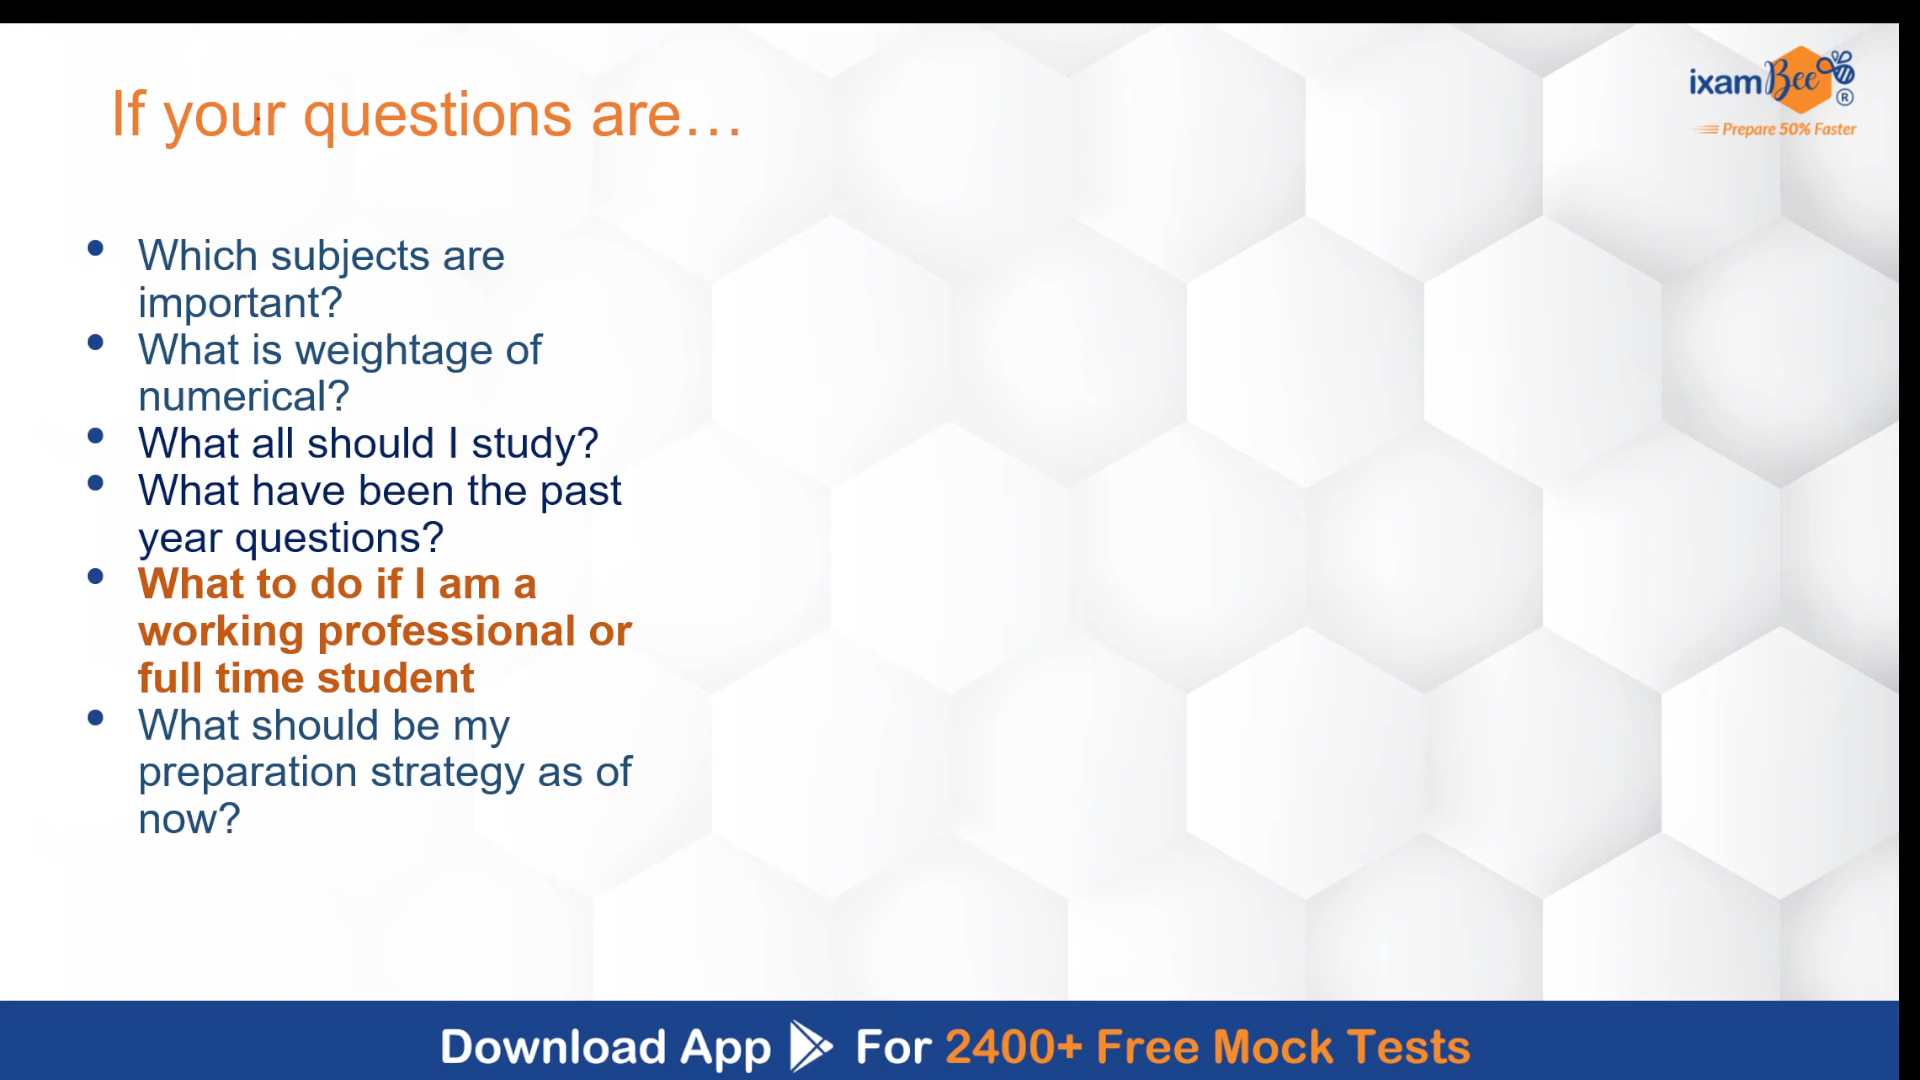 If your questions are...
ixamBee ®
Prepare 50% Faster
• Which subjects are
important?
• What is weightage of
numerical?
• What all should I study?
• What have been the past
year questions?
• What to do if I am a
working professional or
full time student
• What should be my
preparation strategy as of
now?
Download App For 2400+ Free Mock Tests